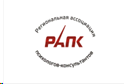 Региональная ассоциация
РАПК
психологов-консультантов